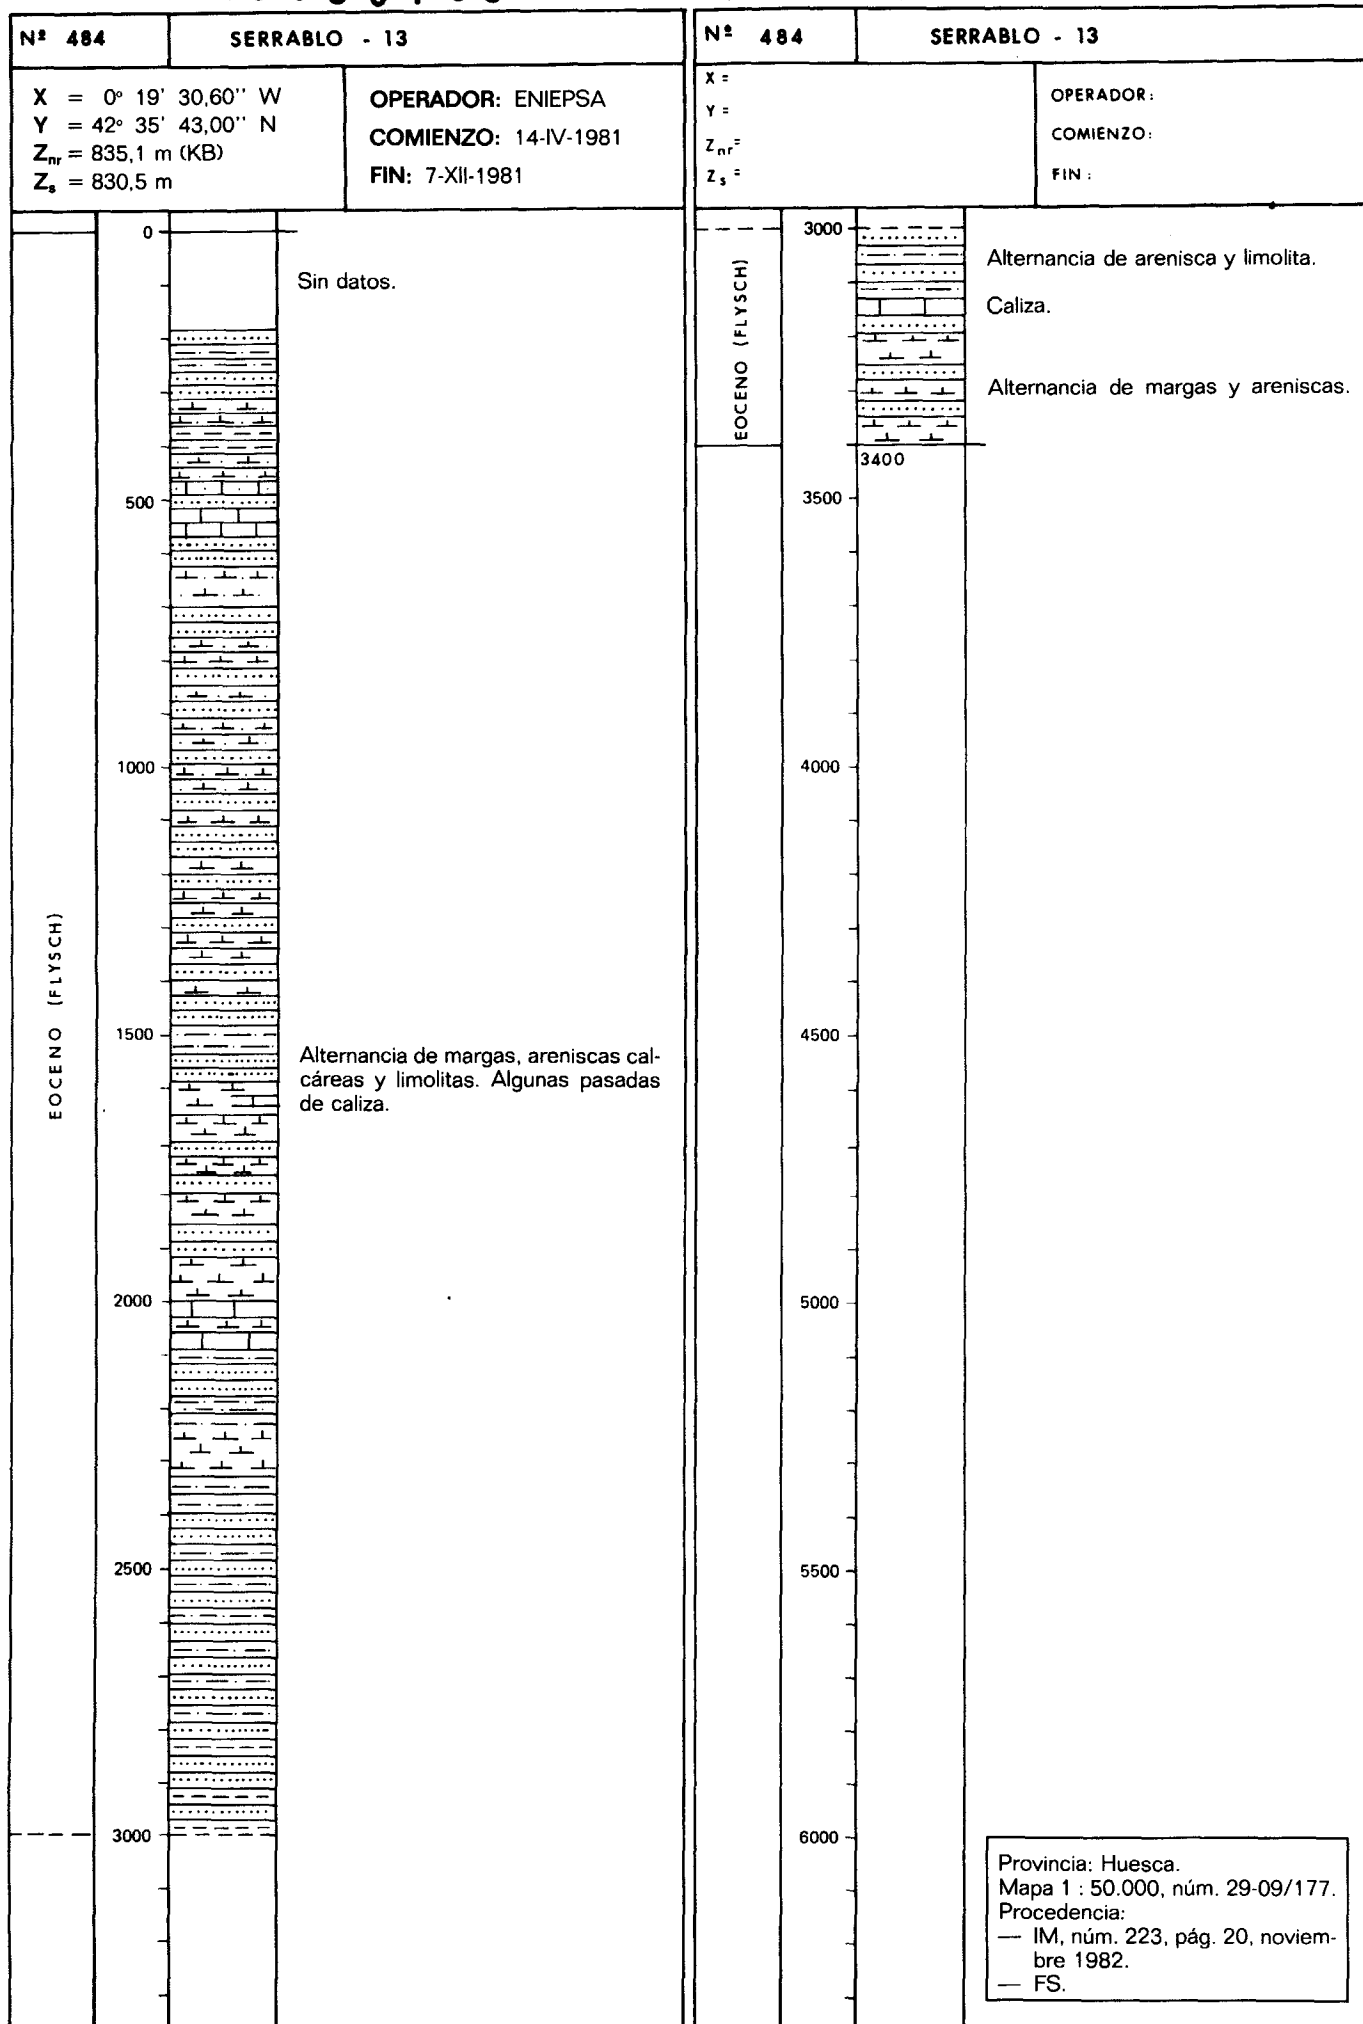 Nº 484
SERRABLO - 13
X = 0º 19' 30,60'' W
Y = 42º 35' 43,00'' N
Znr = 835,1 m (KB)
Zs = 830,5 m
OPERADOR: ENIEPSA
COMIENZO: 14-IV-1981
FIN: 7-XII-1981
0
Sin datos.
500
1000
EOCENO (FLYSCH)
1500
Alternancia de margas, areniscas cal-
cáreas y limolitas. Algunas pasadas
de caliza.
2000
2500
3000
Nº 484
SERRABLO - 13
X =
Y =
Znr=
Zs =
OPERADOR:
COMIENZO:
FIN:
3000
EOCENO (FLYSCH)
Alternancia de arenisca y limolita.
Caliza.
Alternancia de margas y areniscas.
3400
3500
4000
4500
5000
5500
6000
Provincia: Huesca.
Mapa 1 : 50.000, núm. 29-09/177.
Procedencia:
— IM, núm. 223, pág. 20, noviem-
bre 1982.
— FS.